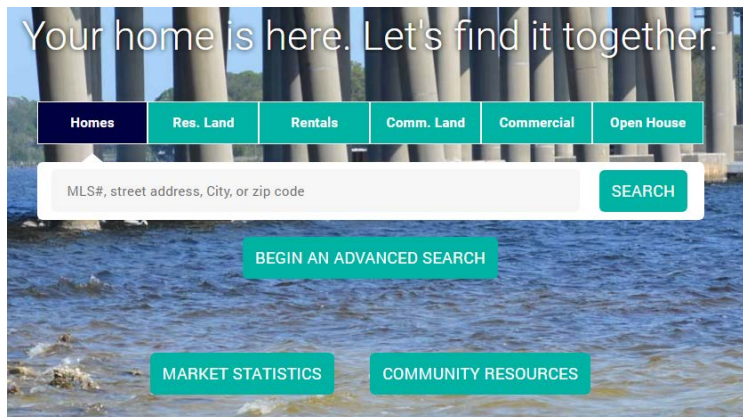 Your home is here. Let's find it together.
Homes Res. Land Rentals Comm. Land Commercial Open House
MLS#, street address, City, or zip code SEARCH
BEGIN AN ADVANCED SEARCH
MARKET STATISTICS COMMUNITY RESOURCES